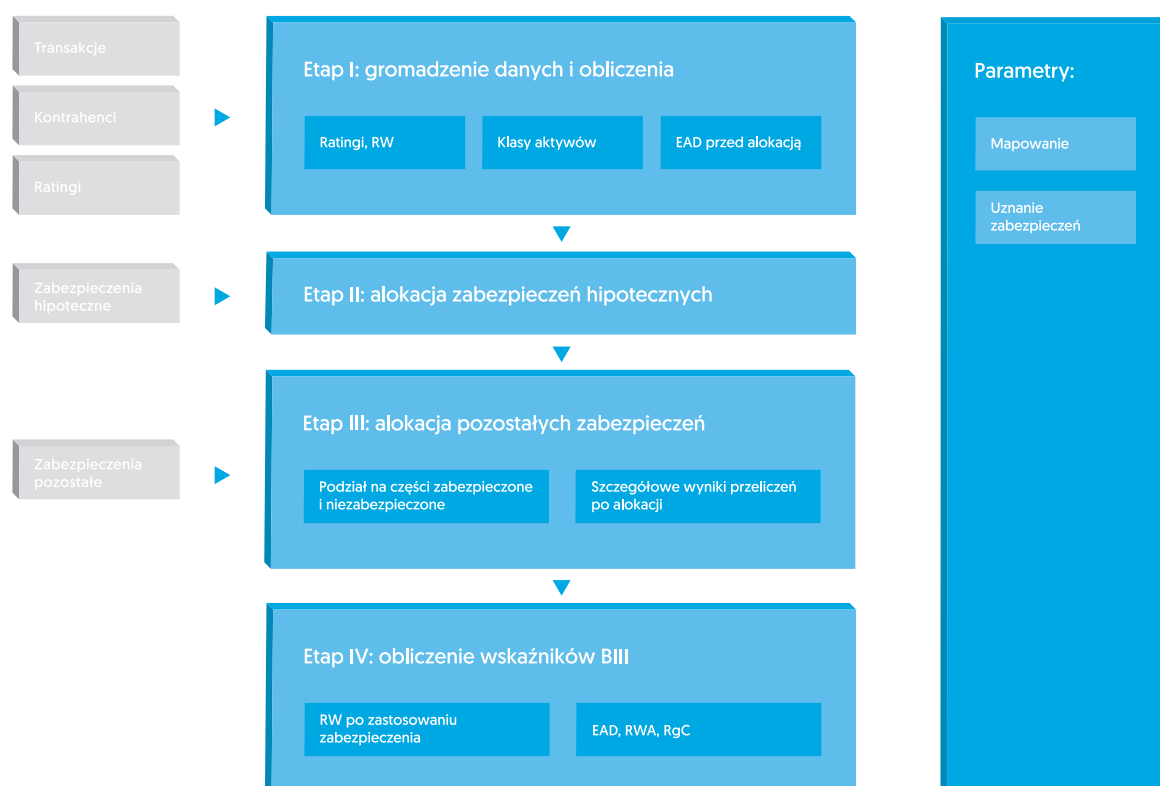 Transakcje
Kontrahenci
Ratingi
Etap I: gromadzenie danych i obliczenia
Ratingi, RW
Klasy aktywów
EAD przed alokacją
Zabezpieczenia
hipoteczne
Etap II: alokacja zabezpieczeń hipotecznych
Zabezpieczenia
pozostałe
Etap III: alokacja pozostałych zabezpieczeń
Podział na części zabezpieczone
i niezabezpieczone
Szczegółowe wyniki przeliczeń
po alokacji
Etap IV: obliczenie wskaźników BIII
RW po zastosowaniu
zabezpieczenia
EAD, RWA, RgC
Parametry:
Mapowanie
Uznanie
zabezpieczeń